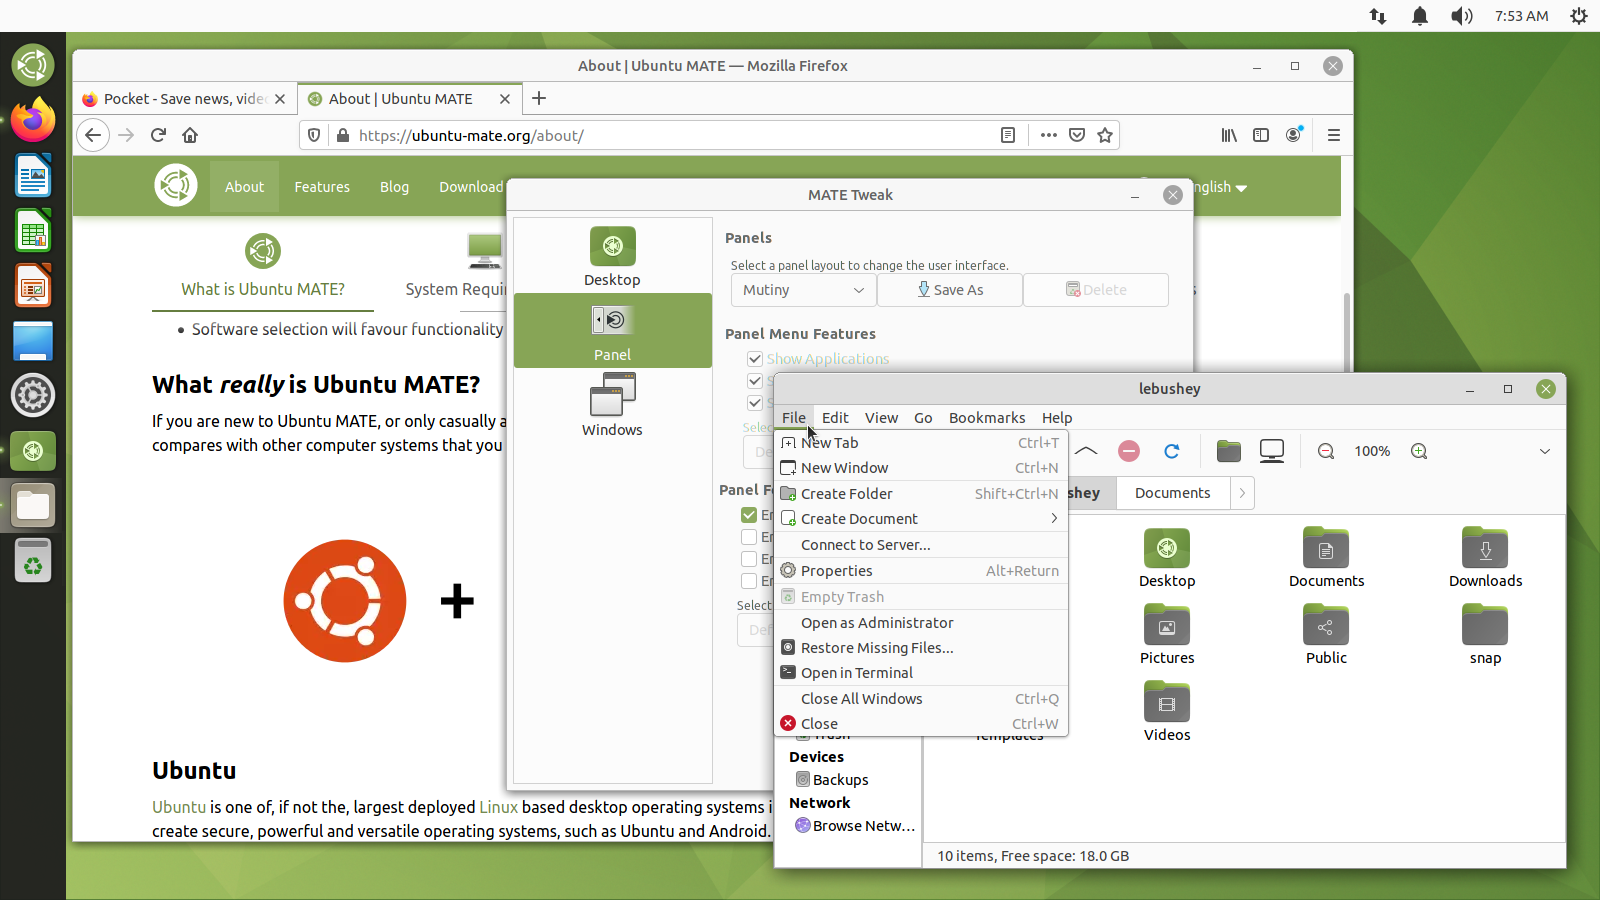 7:53 AM
About | Ubuntu MATE — Mozilla Firefox
Pocket - Save news, vide
About | Ubuntu MATE
https://ubuntu-mate.org/about/
About Features Blog Download
nglish
MATE Tweak
What is Ubuntu MATE?
System Requi
Software selection will favour functionality
What really is Ubuntu MATE?
If you are new to Ubuntu MATE, or only casually a
compares with other computer systems that you
Ubuntu
Ubuntu is one of, if not the, largest deployed Linux based desktop operating systems i
create secure, powerful and versatile operating systems, such as Ubuntu and Android.
Desktop
Panel
Windows
Panels
Select a panel layout to change the user interface.
Mutiny
Save As
Delete
Panel Menu Features
Show Applications
S
S
Selec
De
Panel Fe
En
En
En
En
Select
Def
lebushey
File Edit View Go Bookmarks Help
New Tab Ctrl+T
New Window Ctrl+N
Create Folder Shift+Ctrl+N
Create Document
Connect to Server...
Properties Alt+Return
Empty Trash
Open as Administrator
Restore Missing Files...
Open in Terminal
Close All Windows Ctrl+Q
Close Ctrl+W
100%
shey
Documents
Desktop
Documents
Downloads
Pictures
Public
snap
Templates
Videos
Trash
Devices
Backups
Network
Browse Netw...
10 items, Free space: 18.0 GB